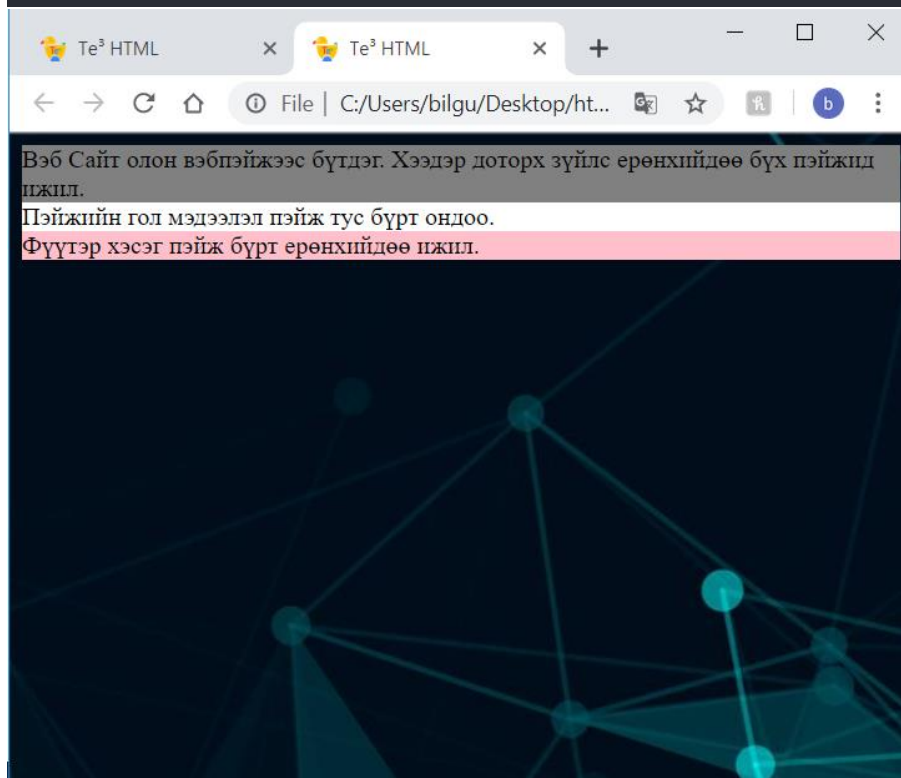 Te³ HTML
Te³ HTML
File | C:/Users/bilgu/Desktop/ht...
b
Вэб Сайт олон вэбпэйжээс бүтдэг. Хээдэр доторх зүйлс ерөнхийдөө бүх пэйжид
ижил.
Пэйжийн гол мэдээлэл пэйж тус бүрт ондоо.
Фүүтэр хэсэг пэйж бүрт ерөнхийдөө ижил.